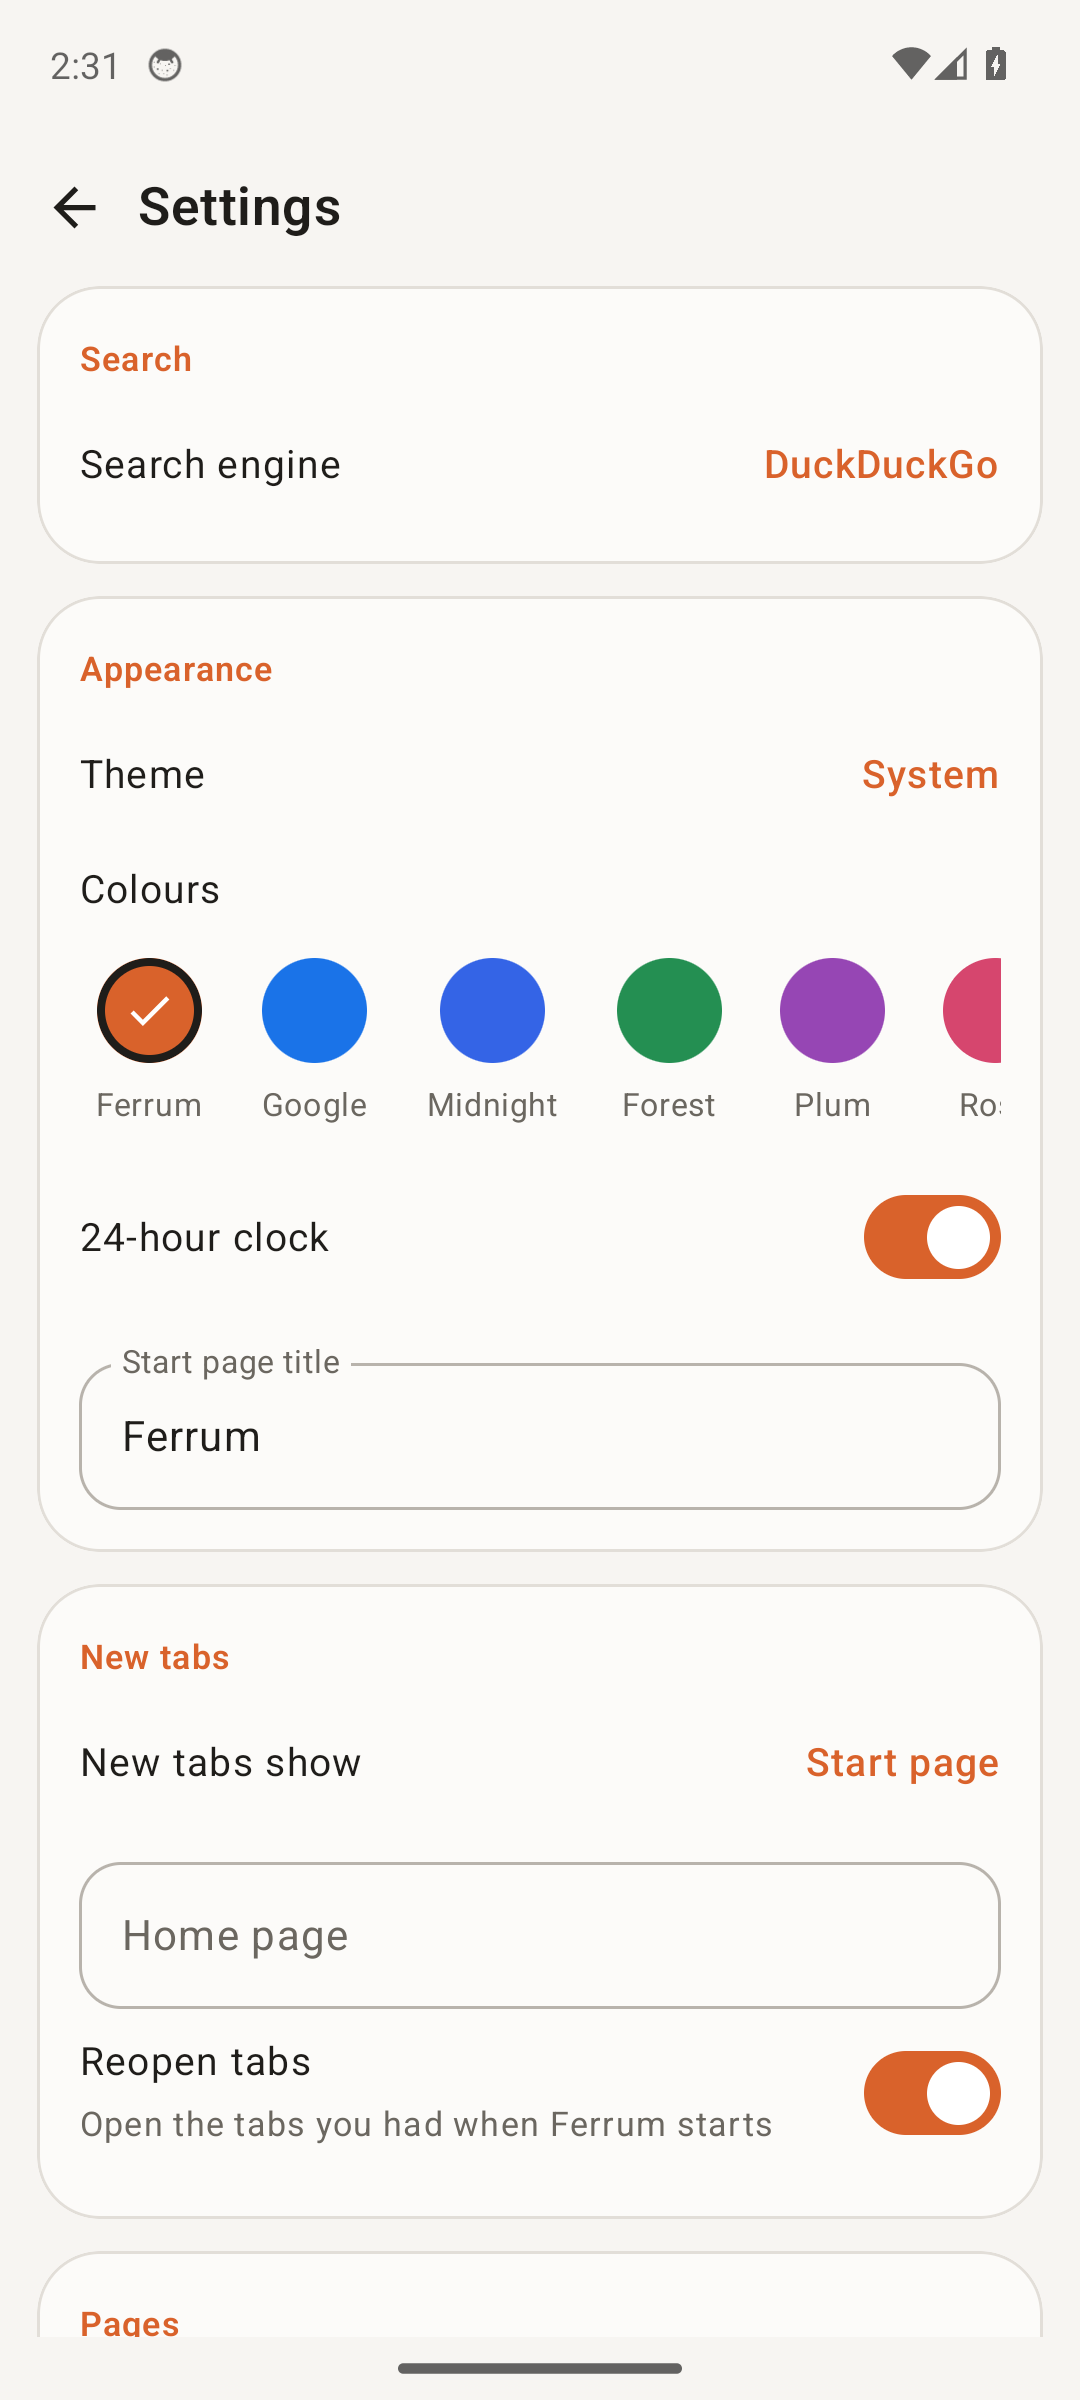 2:31
Settings
Search
Search engine DuckDuckGo
Appearance
Theme System
Colours
Ferrum Google Midnight Forest Plum
24-hour clock
Start page title
Ferrum
New tabs
New tabs show Start page
Home page
Reopen tabs
Open the tabs you had when Ferrum starts
Pages